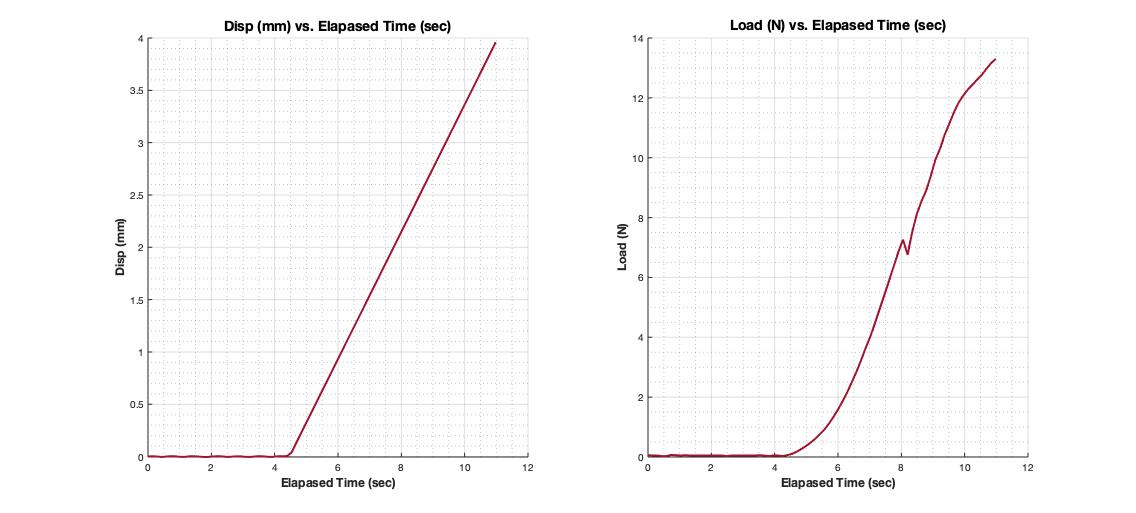 Disp (mm) vs. Elapased Time (sec)
4
3.5
3
2.5
2
1.5
1
0.5
0
Disp (mm)
0 2 4 6 8 10 12
Elapased Time (sec)
Load (N) vs. Elapased Time (sec)
14
12
10
8
6
4
2
0
Load (N)
0 2 4 6 8 10 12
Elapased Time (sec)